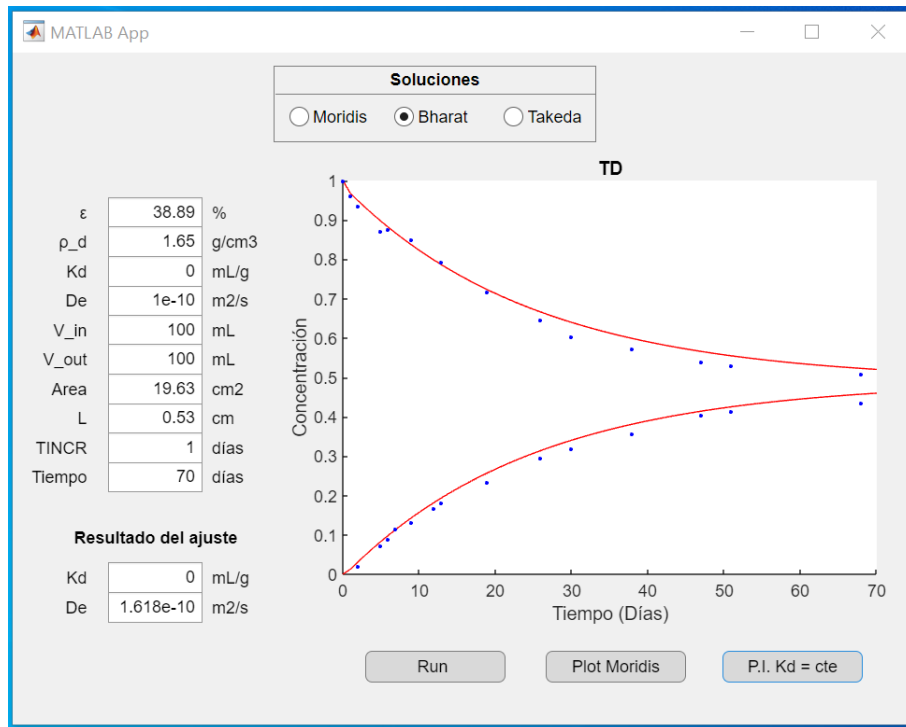 MATLAB App
Soluciones
Moridis Bharat Takeda
ε 38.89 %
ρ_d 1.65 g/cm3
Kd 0 mL/g
De 1e-10 m2/s
V_in 100 mL
V_out 100 mL
Area 19.63 cm2
L 0.53 cm
TINCR 1 días
Tiempo 70 días
Resultado del ajuste
Kd 0 mL/g
De 1.618e-10 m2/s
TD
Concentración
1
0.9
0.8
0.7
0.6
0.5
0.4
0.3
0.2
0.1
0
0 10 20 30 40 50 60 70
Tiempo (Días)
Run Plot Moridis P.I. Kd = cte